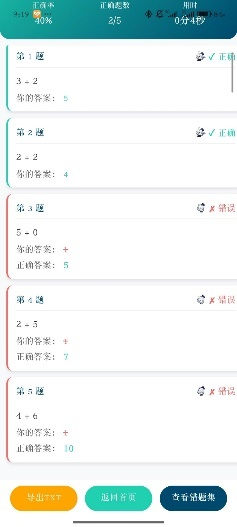 正确率 正确题数 用时
9:19
40% 2/5 0分4秒
第 1 题 ✓ 正确
3 + 2
你的答案： 5
第 2 题 ✓ 正确
2 + 2
你的答案： 4
第 3 题 ✗ 错误
5 + 0
你的答案： +
正确答案： 5
第 4 题 ✗ 错误
2 + 5
你的答案： +
正确答案： 7
第 5 题 ✗ 错误
4 + 6
你的答案： +
正确答案： 10
导出TXT 返回首页 查看错题集